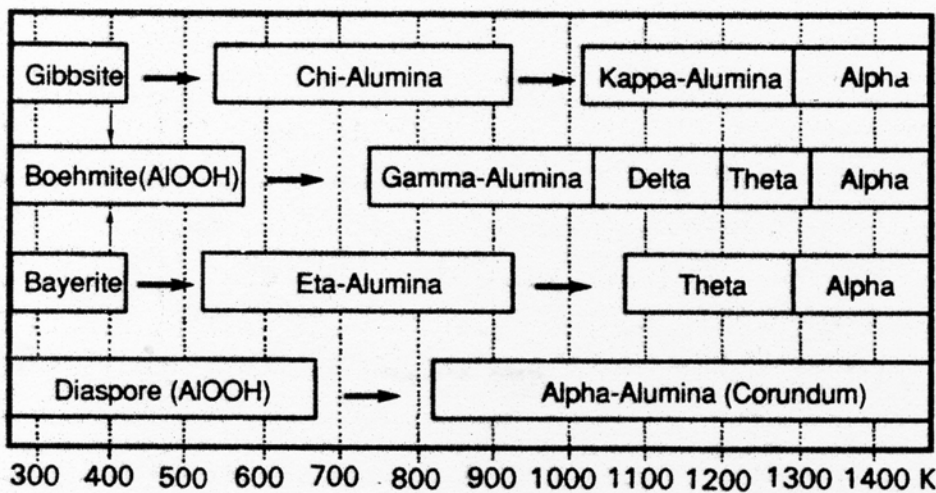 Gibbsite Chi-Alumina Kappa-Alumina Alpha
Boehmite(AlOOH) Gamma-Alumina Delta Theta Alpha
Bayerite Eta-Alumina Theta Alpha
Diaspore (AlOOH) Alpha-Alumina (Corundum)
300 400 500 600 700 800 900 1000 1100 1200 1300 1400 K